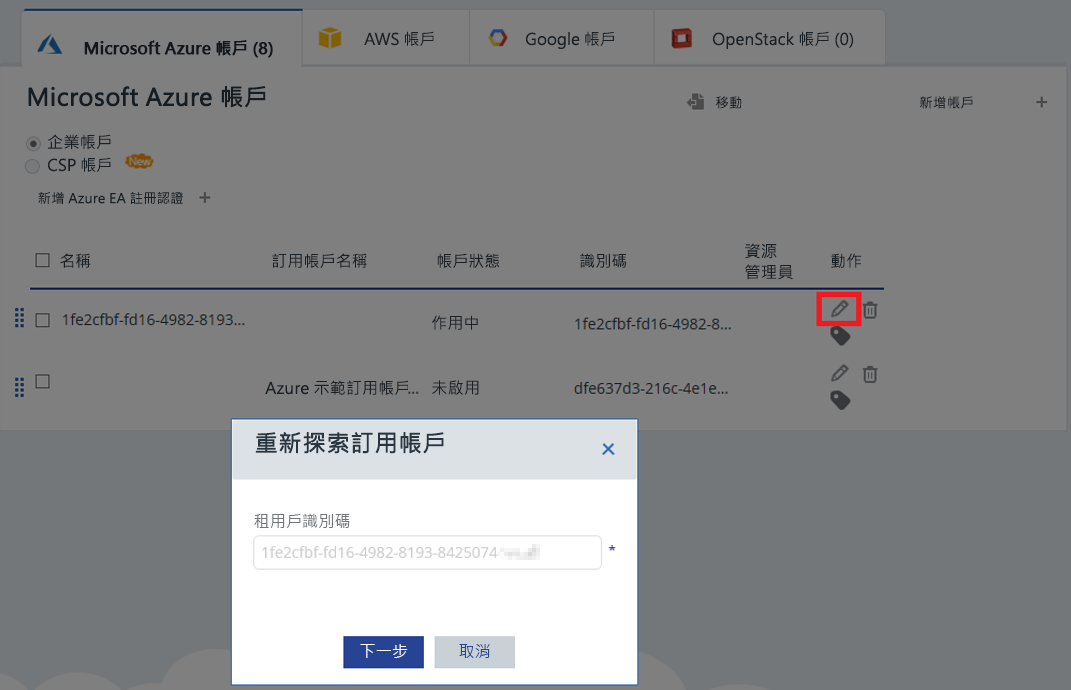 Microsoft Azure 帳戶 (8)
AWS 帳戶
Google 帳戶
OpenStack 帳戶 (0)
Microsoft Azure 帳戶
移動
新增帳戶 +
企業帳戶
CSP 帳戶 New
新增 Azure EA 註冊認證 +
名稱
訂用帳戶名稱
帳戶狀態
識別碼
資源
管理員
動作
1fe2cfbf-fd16-4982-8193...
作用中
1fe2cfbf-fd16-4982-8...
Azure 示範訂用帳戶...
未啟用
dfe637d3-216c-4e1e...
重新探索訂用帳戶
租用戶識別碼
1fe2cfbf-fd16-4982-8193-8425074
*
下一步
取消